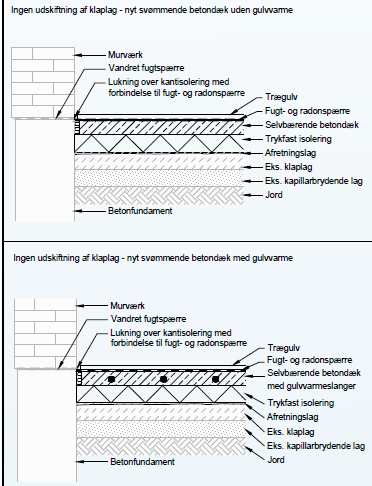 Ingen udskiftning af klaplag - nyt svømmende betondæk uden gulvvarme
Murværk
Vandret fugtspærre
Lukning over kantisolering med
forbindelse til fugt- og radonspærre
Trægulv
Fugt- og radonspærre
Selvbærende betondæk
Trykfast isolering
Afretningslag
Eks. klaplag
Eks. kapillarbrydende lag
Jord
Betonfundament
Ingen udskiftning af klaplag - nyt svømmende betondæk med gulvvarme
Murværk
Vandret fugtspærre
Lukning over kantisolering med
forbindelse til fugt- og radonspærre
Trægulv
Fugt- og radonspærre
Selvbærende betondæk
med gulvvarmeslanger
Trykfast isolering
Afretningslag
Eks. klaplag
Eks. kapillarbrydende lag
Jord
Betonfundament